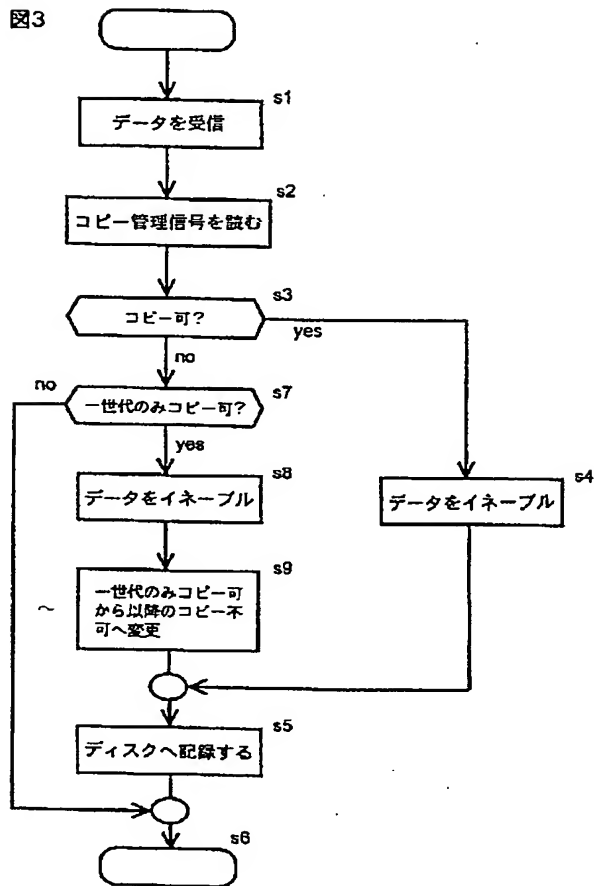 図3
s1
データを受信
s2
コピー管理信号を読む
s3
コピー可?
yes
no
no
s7
一世代のみコピー可?
yes
s8
データをイネーブル
s4
データをイネーブル
s9
一世代のみコピー可
から以降のコピー不
可へ変更
~
s5
ディスクへ記録する
s6